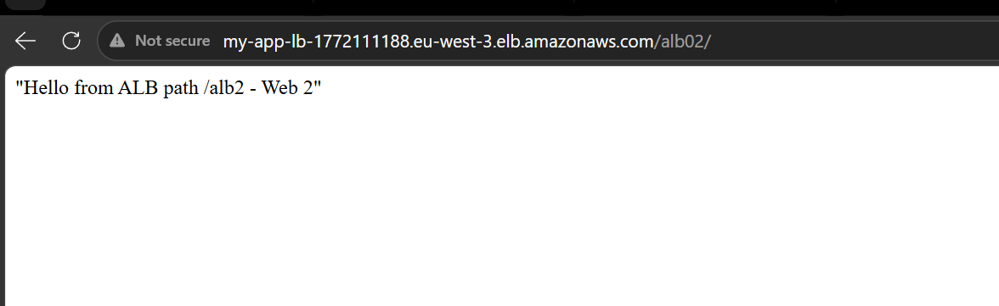 Not secure my-app-lb-1772111188.eu-west-3.elb.amazonaws.com/alb02/
"Hello from ALB path /alb2 - Web 2"